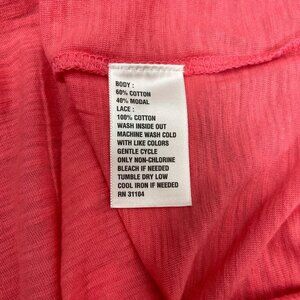 BODY :
60% COTTON
40% MODAL
LACE :
100% COTTON
WASH INSIDE OUT
MACHINE WASH COLD
WITH LIKE COLORS
GENTLE CYCLE
ONLY NON-CHLORINE
BLEACH IF NEEDED
TUMBLE DRY LOW
COOL IRON IF NEEDED
RN 31104